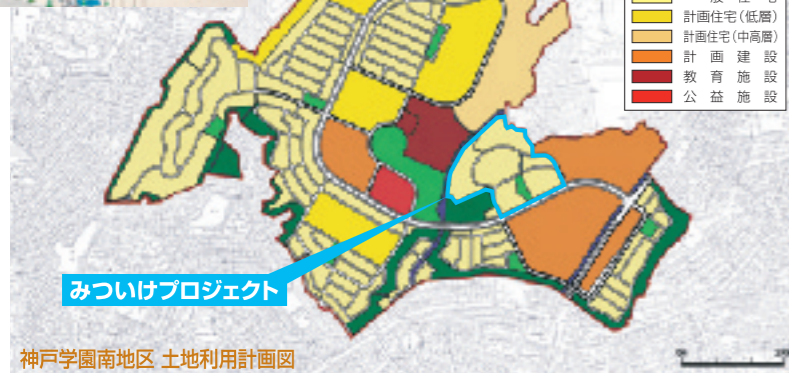 計画住宅(低層)
計画住宅(中高層)
計画建設
教育施設
公益施設
みついけプロジェクト
神戸学園南地区 土地利用計画図